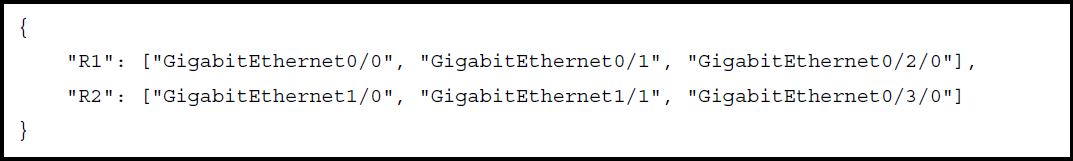 {
"R1": ["GigabitEthernet0/0", "GigabitEthernet0/1", "GigabitEthernet0/2/0"],
"R2": ["GigabitEthernet1/0", "GigabitEthernet1/1", "GigabitEthernet0/3/0"]
}